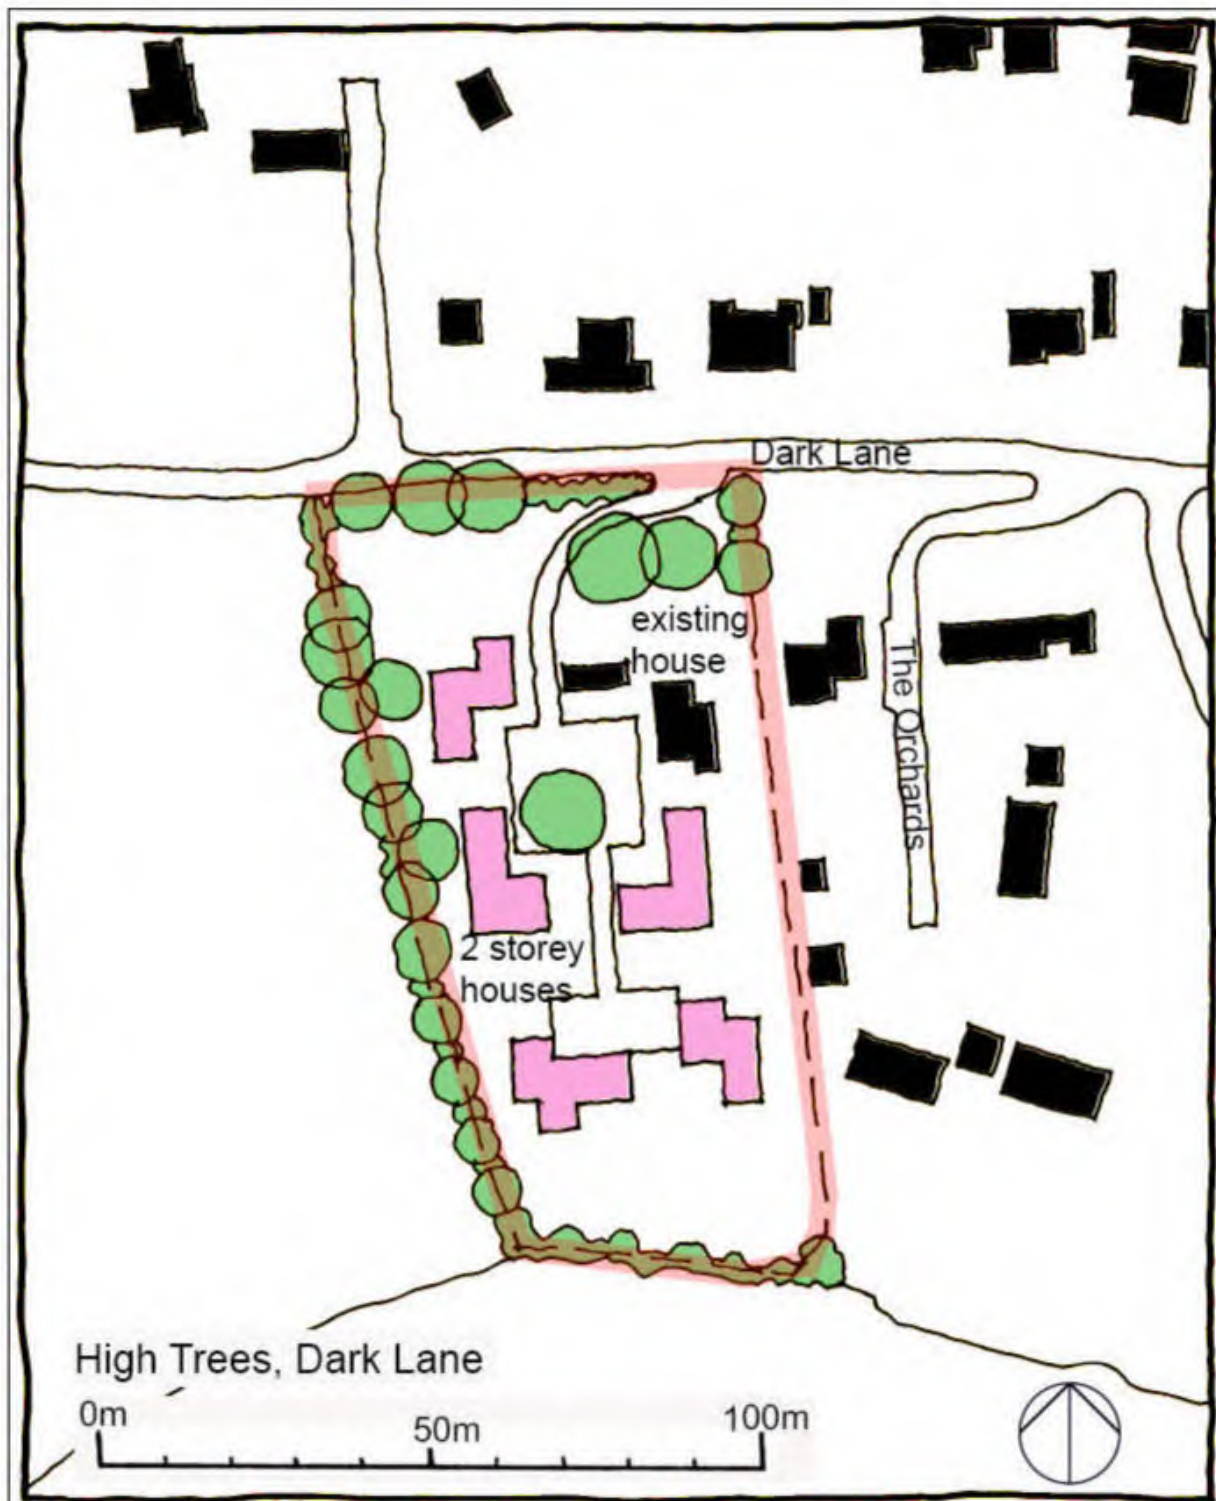 Dark Lane
existing
house
The Orchards
2 storey
houses
High Trees, Dark Lane
0m
50m
100m